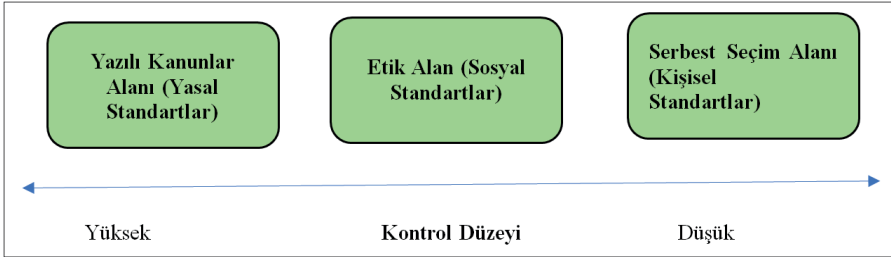 Yazılı Kanunlar
Alanı (Yasal
Standartlar)
Etik Alan (Sosyal
Standartlar)
Serbest Seçim Alanı
(Kişisel
Standartlar)
Yüksek
Kontrol Düzeyi
Düşük